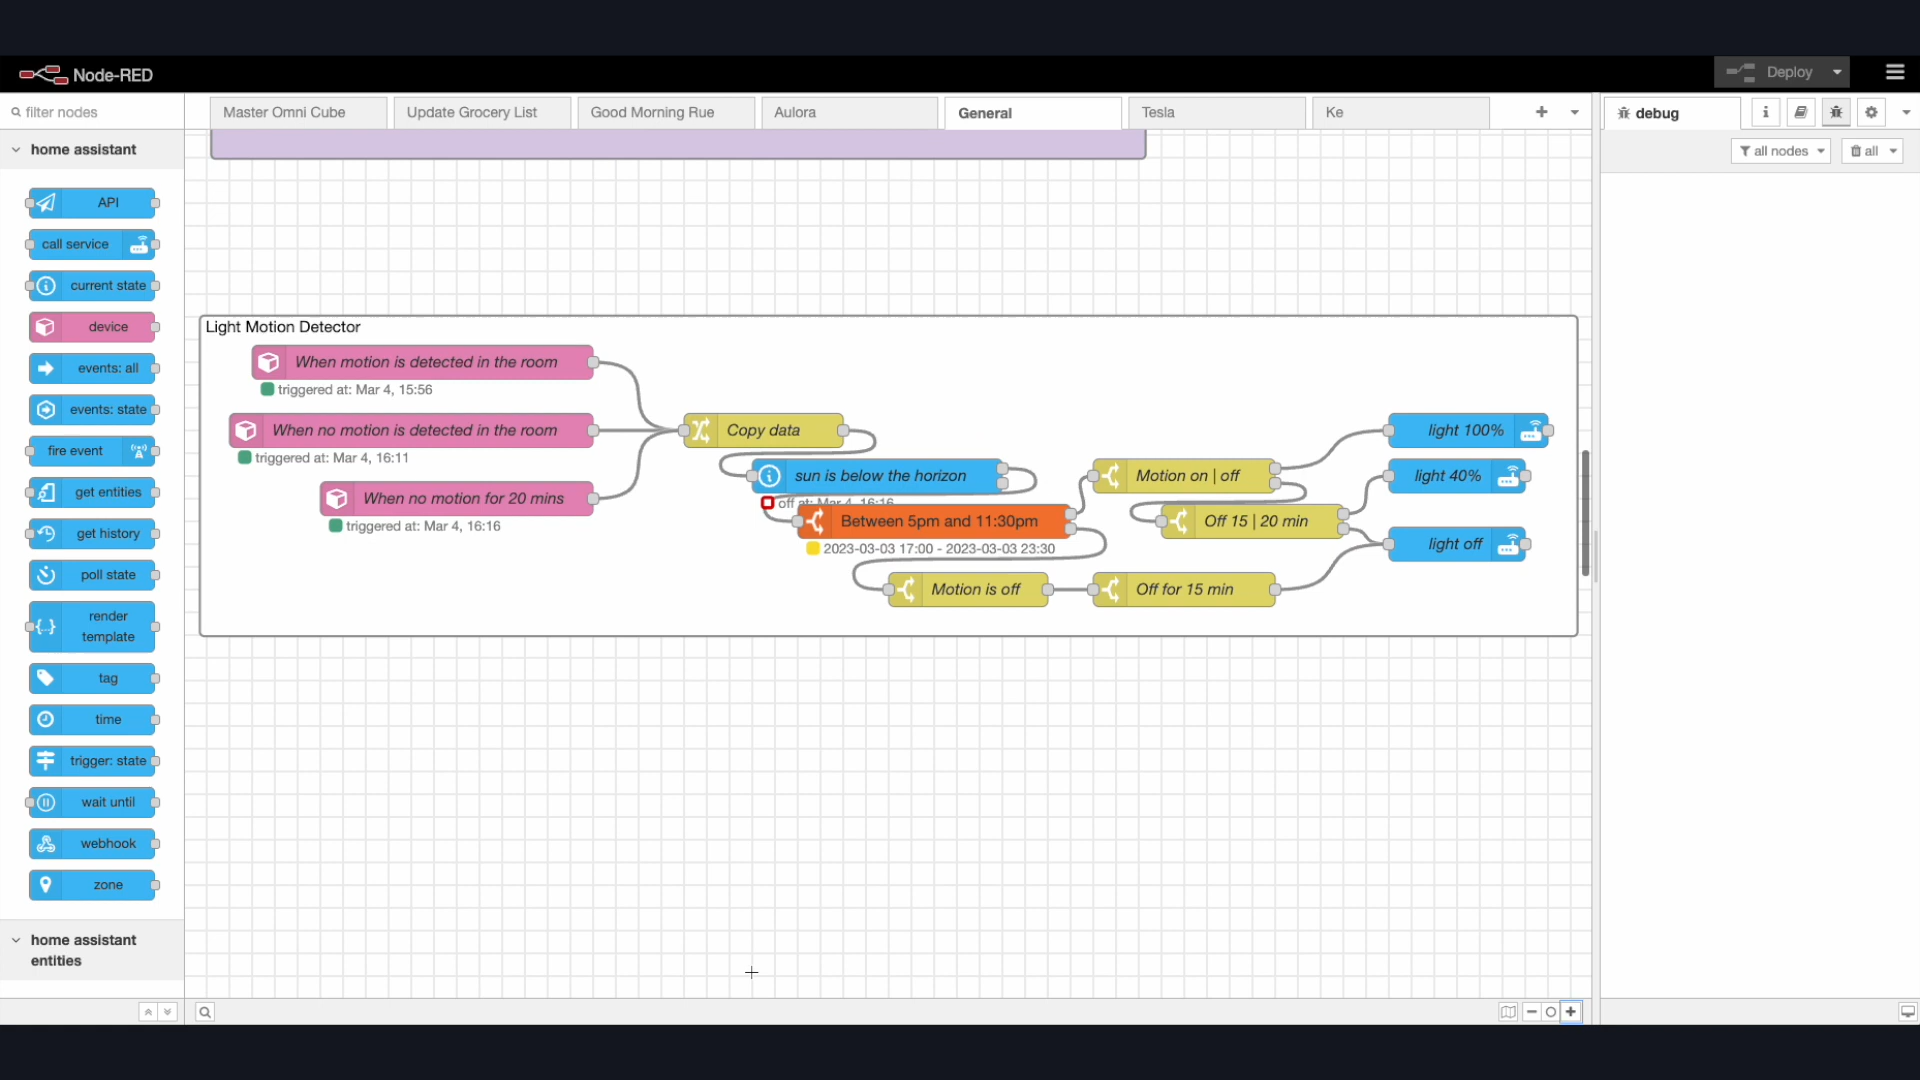 Node-RED
Deploy
filter nodes
Master Omni Cube
Update Grocery List
Good Morning Rue
Aulora
General
Tesla
Ke
debug
all nodes
all
home assistant
API
call service
current state
device
events: all
events: state
fire event
get entities
get history
poll state
render
template
tag
time
trigger: state
wait until
webhook
zone
home assistant
entities
Light Motion Detector
When motion is detected in the room
triggered at: Mar 4, 15:56
When no motion is detected in the room
triggered at: Mar 4, 16:11
When no motion for 20 mins
triggered at: Mar 4, 16:16
Copy data
sun is below the horizon
off at: Mar 4, 16:16
Between 5pm and 11:30pm
2023-03-03 17:00 - 2023-03-03 23:30
Motion is off
Off for 15 min
Motion on | off
Off 15 | 20 min
light 100%
light 40%
light off